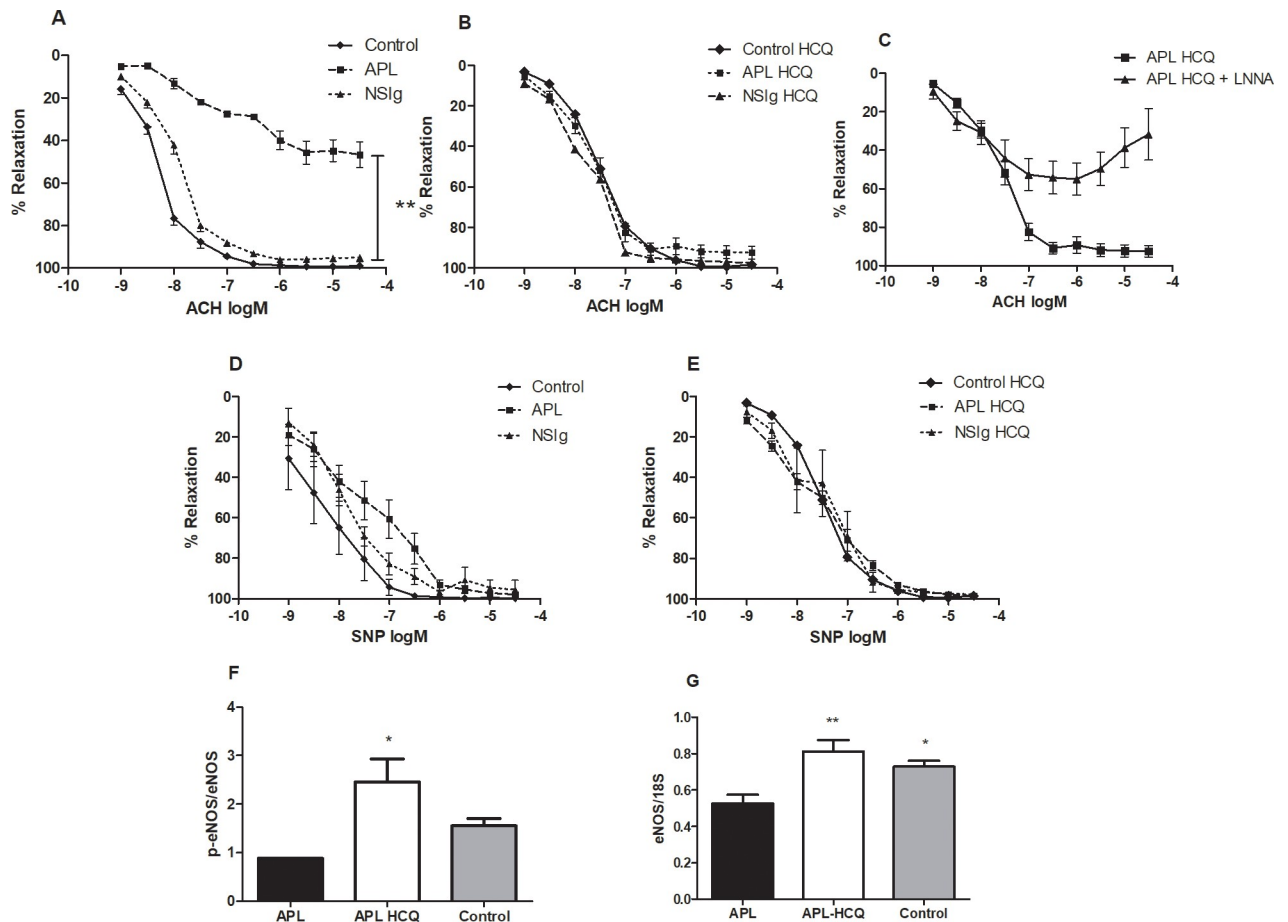 A
Control
APL
NSIg
0
20
40
60
80
100
% Relaxation
**
-10 -9 -8 -7 -6 -5 -4
ACH logM
B
Control HCQ
APL HCQ
NSIg HCQ
0
20
40
60
80
100
% Relaxation
-10 -9 -8 -7 -6 -5 -4
ACH logM
C
APL HCQ
APL HCQ + LNNA
0
20
40
60
80
100
% Relaxation
-10 -9 -8 -7 -6 -5 -4
ACH logM
D
Control
APL
NSIg
0
20
40
60
80
100
% Relaxation
-10 -9 -8 -7 -6 -5 -4
SNP logM
E
Control HCQ
APL HCQ
NSIg HCQ
0
20
40
60
80
100
% Relaxation
-10 -9 -8 -7 -6 -5 -4
SNP logM
F
4
3
2
1
0
p-eNOS/eNOS
*
APL APL HCQ Control
G
1.0
0.8
0.6
0.4
0.2
0.0
eNOS/18S
**
*
APL APL-HCQ Control